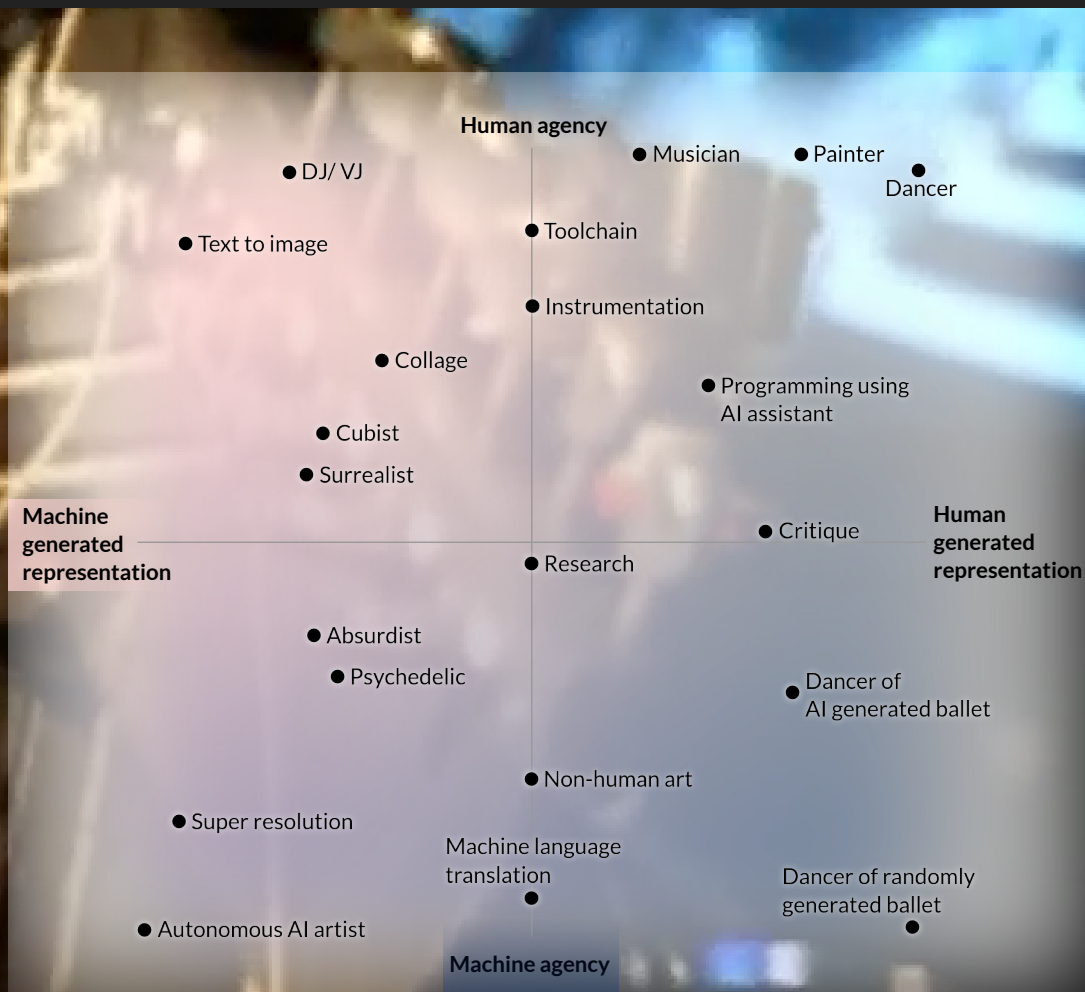 Human agency
Musician
Painter
DJ/ VJ
Dancer
Toolchain
Text to image
Instrumentation
Collage
Programming using
AI assistant
Cubist
Surrealist
Machine
generated
representation
Human
generated
representation
Critique
Research
Absurdist
Psychedelic
Dancer of
AI generated ballet
Non-human art
Super resolution
Machine language
translation
Dancer of randomly
generated ballet
Autonomous AI artist
Machine agency